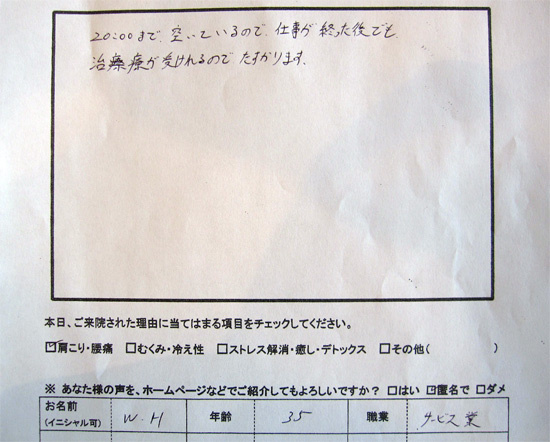 20:00まで、空いているので、仕事が終った後でも、
治療療が受けれるのでたすかります。
本日、ご来院された理由に当てはまる項目をチェックしてください。
☑肩こり・腰痛 □むくみ・冷え性 □ストレス解消・癒し・デトックス □その他( )
※ あなた様の声を、ホームページなどでご紹介してもよろしいですか? □はい ☑匿名で □ダメ
お名前 W.H 年齢 35 職業 サービス業
(イニシャル可)